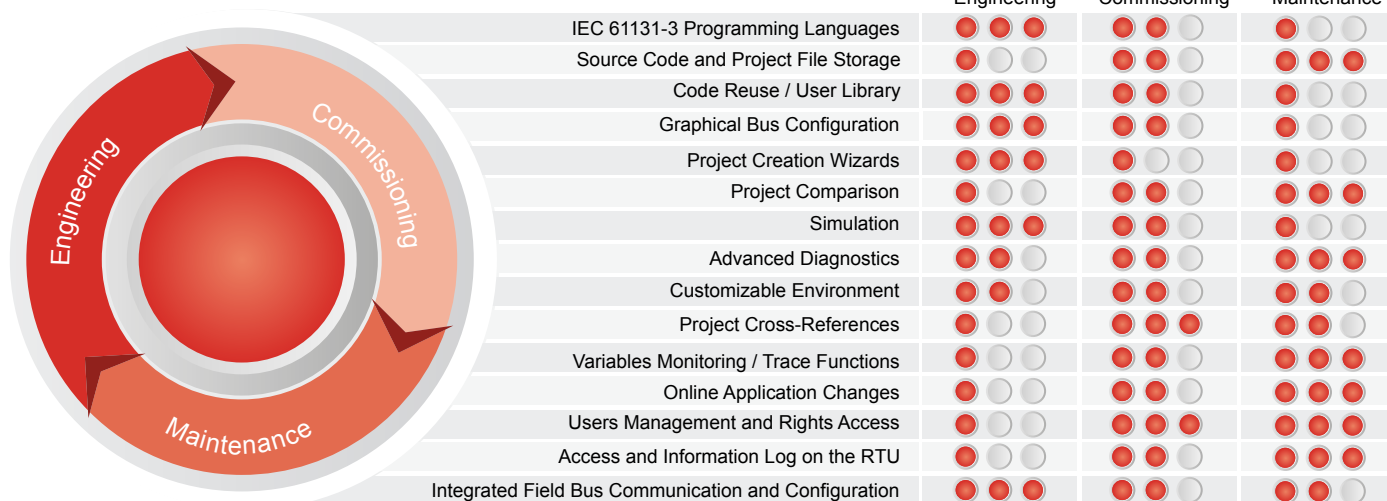 Engineering Commissioning Maintenance
IEC 61131-3 Programming Languages
Source Code and Project File Storage
Code Reuse / User Library
Graphical Bus Configuration
Project Creation Wizards
Project Comparison
Simulation
Advanced Diagnostics
Customizable Environment
Project Cross-References
Variables Monitoring / Trace Functions
Online Application Changes
Users Management and Rights Access
Access and Information Log on the RTU
Integrated Field Bus Communication and Configuration
Engineering
Commissioning
Maintenance